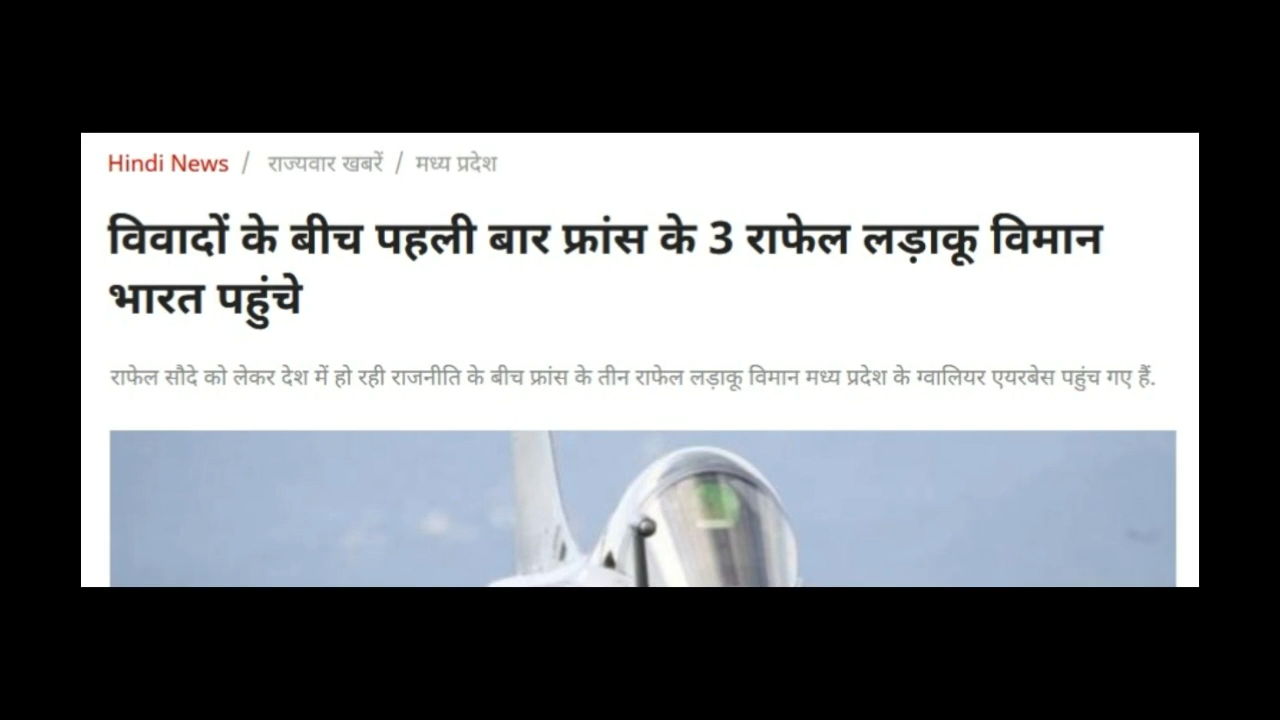 Hindi News / राज्यवार खबरें / मध्य प्रदेश
विवादों के बीच पहली बार फ्रांस के 3 राफेल लड़ाकू विमान
भारत पहुंचे
राफेल सौदे को लेकर देश में हो रही राजनीति के बीच फ्रांस के तीन राफेल लड़ाकू विमान मध्य प्रदेश के ग्वालियर एयरबेस पहुंच गए हैं.